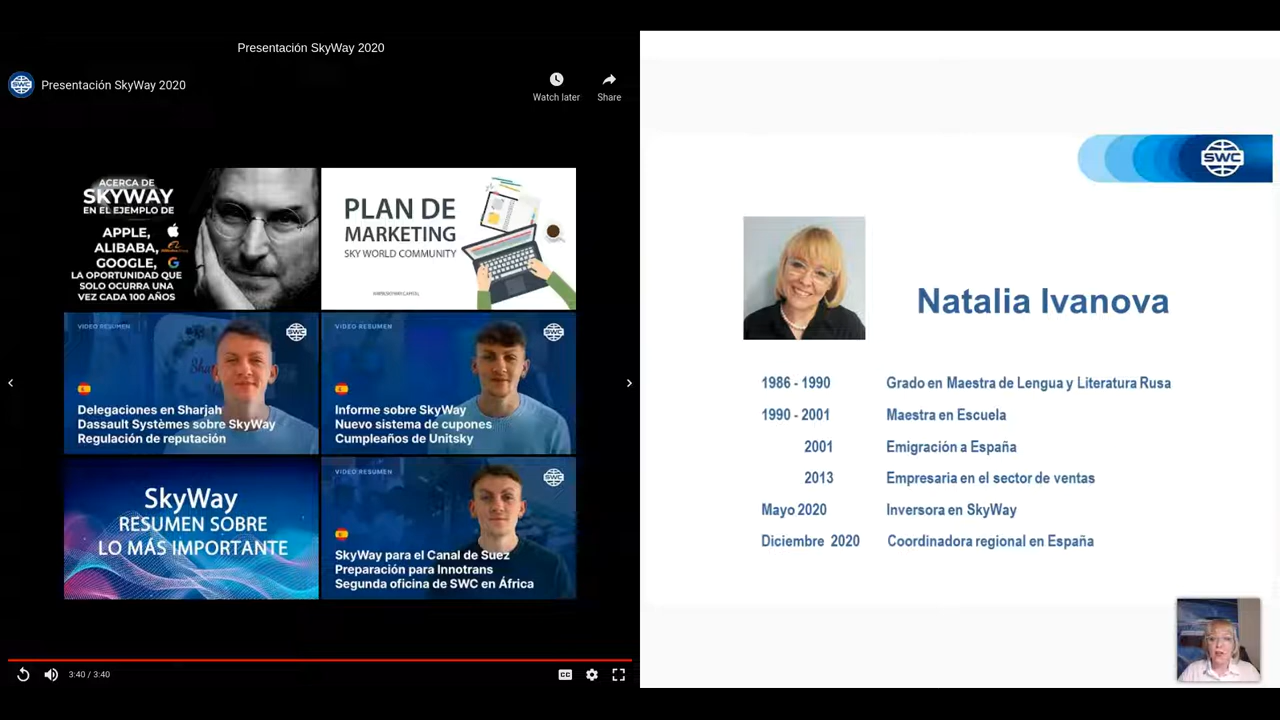 Presentación SkyWay 2020
Presentación SkyWay 2020
Watch later
Share
ACERCA DE
SKYWAY
EN EL EJEMPLO DE
APPLE,
ALIBABA,
GOOGLE,
LA OPORTUNIDAD QUE
SOLO OCURRA UNA
VEZ CADA 100 AÑOS
PLAN DE
MARKETING
SKY WORLD COMMUNITY
VIDEO RESUMEN
SWC
Delegaciones en Sharjah
Dassault Systèmes sobre SkyWay
Regulación de reputación
VIDEO RESUMEN
SWC
Informe sobre SkyWay
Nuevo sistema de cupones
Cumpleaños de Unitsky
SkyWay
RESUMEN SOBRE
LO MÁS IMPORTANTE
VIDEO RESUMEN
SWC
SkyWay para el Canal de Suez
Preparación para Innotrans
Segunda oficina de SWC en África
3:40 / 3:40
CC
SWC
Natalia Ivanova
1986 - 1990 Grado en Maestra de Lengua y Literatura Rusa
1990 - 2001 Maestra en Escuela
2001 Emigración a España
2013 Empresaria en el sector de ventas
Mayo 2020 Inversora en SkyWay
Diciembre 2020 Coordinadora regional en España